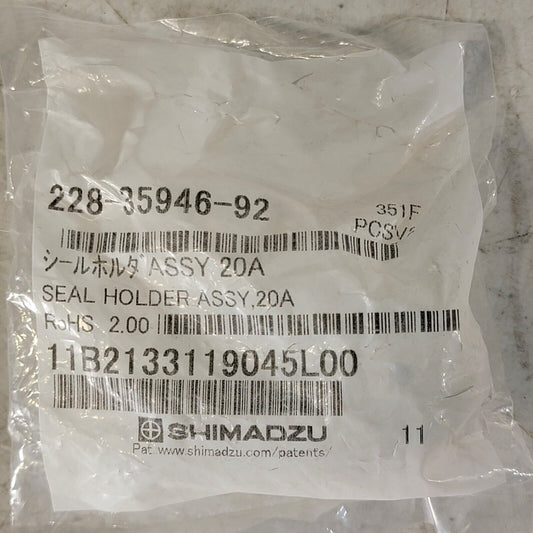 228-35946-92
351F
シールホルダ ASSY 20A
SEAL HOLDER ASSY,20A
RoHS 2.00
11B2133119045L00
SHIMADZU
11
Pat www.shimadzu.com/patents/